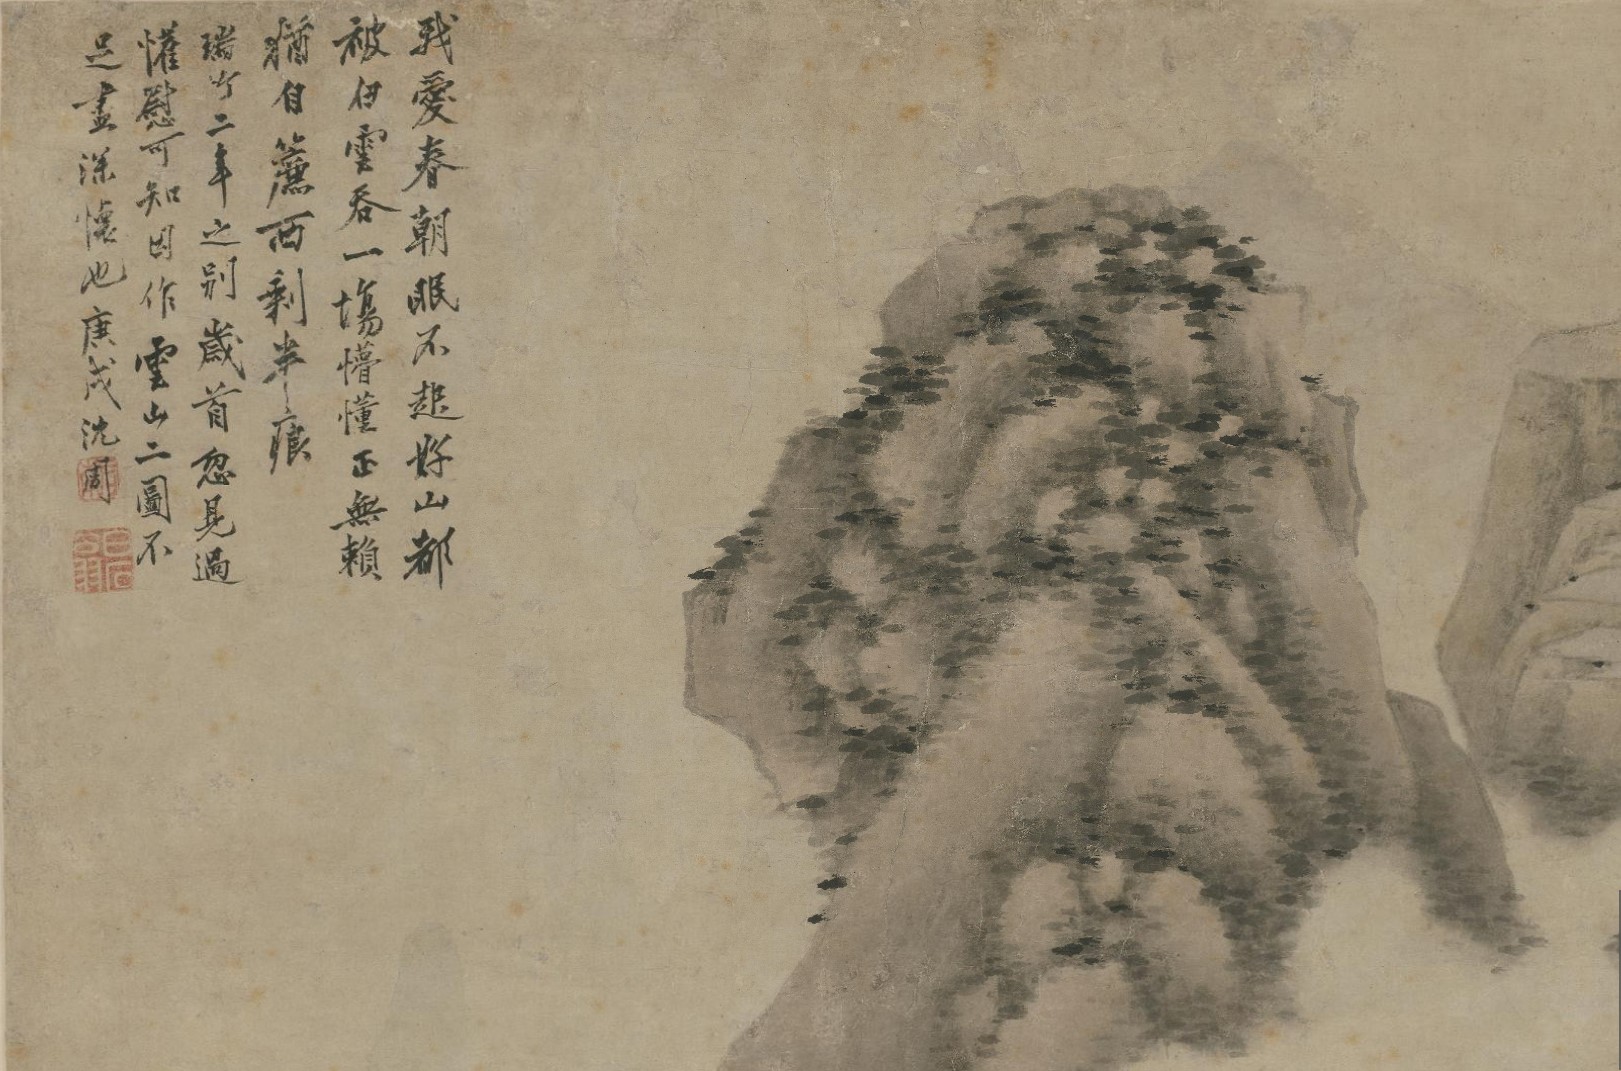 我愛春朝眠不起好山都
被白雲吞一場懵懂正無賴
猶自簾西剩半痕
瑞竹二年之別歲首忽見過
懽慰可知因作雲山二圖不
足盡深懷也庚戌沈周